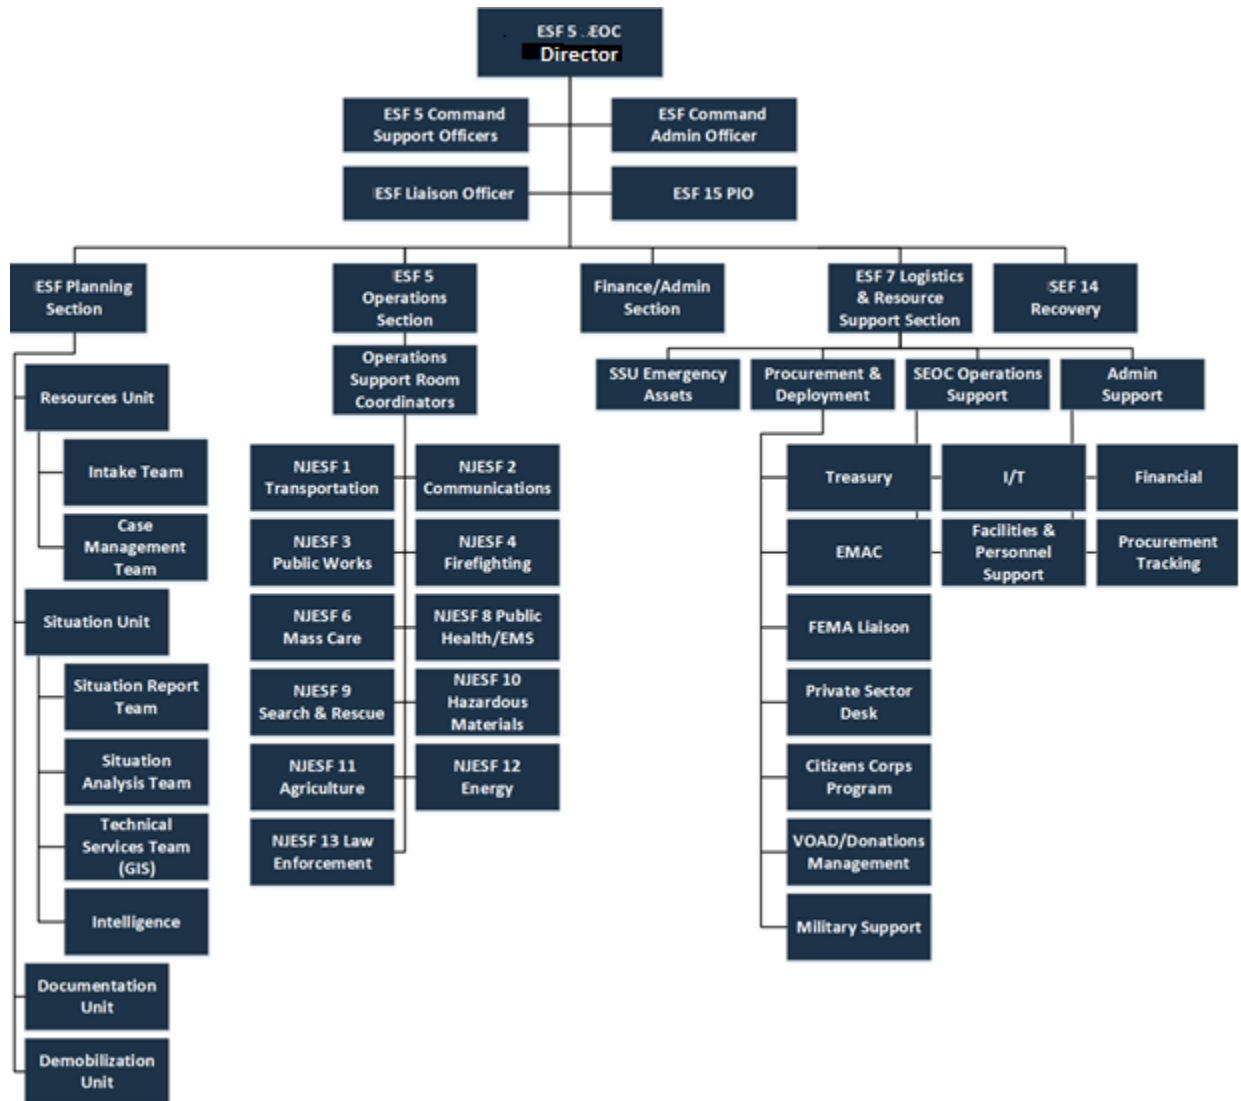 ESF 5 EOC
Director
ESF 5 Command
Support Officers
ESF Command
Admin Officer
ESF Liaison Officer
ESF 15 PIO
ESF Planning
Section
ESF 5
Operations
Section
Finance/Admin
Section
ESF 7 Logistics
& Resource
Support Section
SEF 14
Recovery
Operations
Support Room
Coordinators
SSU Emergency
Assets
Procurement &
Deployment
SEOC Operations
Support
Admin
Support
Resources Unit
Intake Team
Case
Management
Team
Situation Unit
Situation Report
Team
Situation
Analysis Team
Technical
Services Team
(GIS)
Intelligence
Documentation
Unit
Demobilization
Unit
NJESF 1
Transportation
NJESF 2
Communications
NJESF 3
Public Works
NJESF 4
Firefighting
NJESF 6
Mass Care
NJESF 8 Public
Health/EMS
NJESF 9
Search & Rescue
NJESF 10
Hazardous
Materials
NJESF 11
Agriculture
NJESF 12
Energy
NJESF 13 Law
Enforcement
Treasury
EMAC
FEMA Liaison
Private Sector
Desk
Citizens Corps
Program
VOAD/Donations
Management
Military Support
I/T
Facilities &
Personnel
Support
Financial
Procurement
Tracking